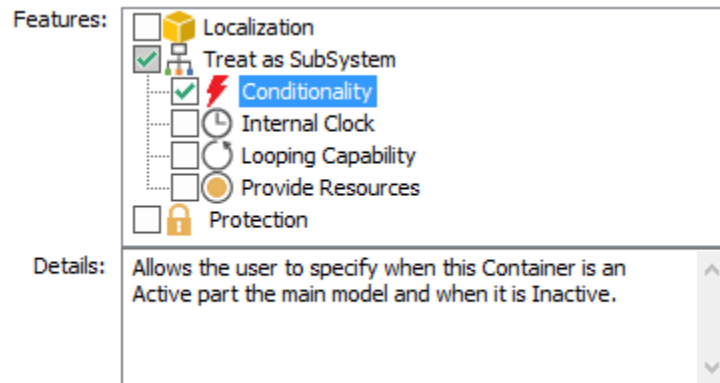 Features:
Localization
Treat as SubSystem
Conditionality
Internal Clock
Looping Capability
Provide Resources
Protection
Details:
Allows the user to specify when this Container is an
Active part the main model and when it is Inactive.